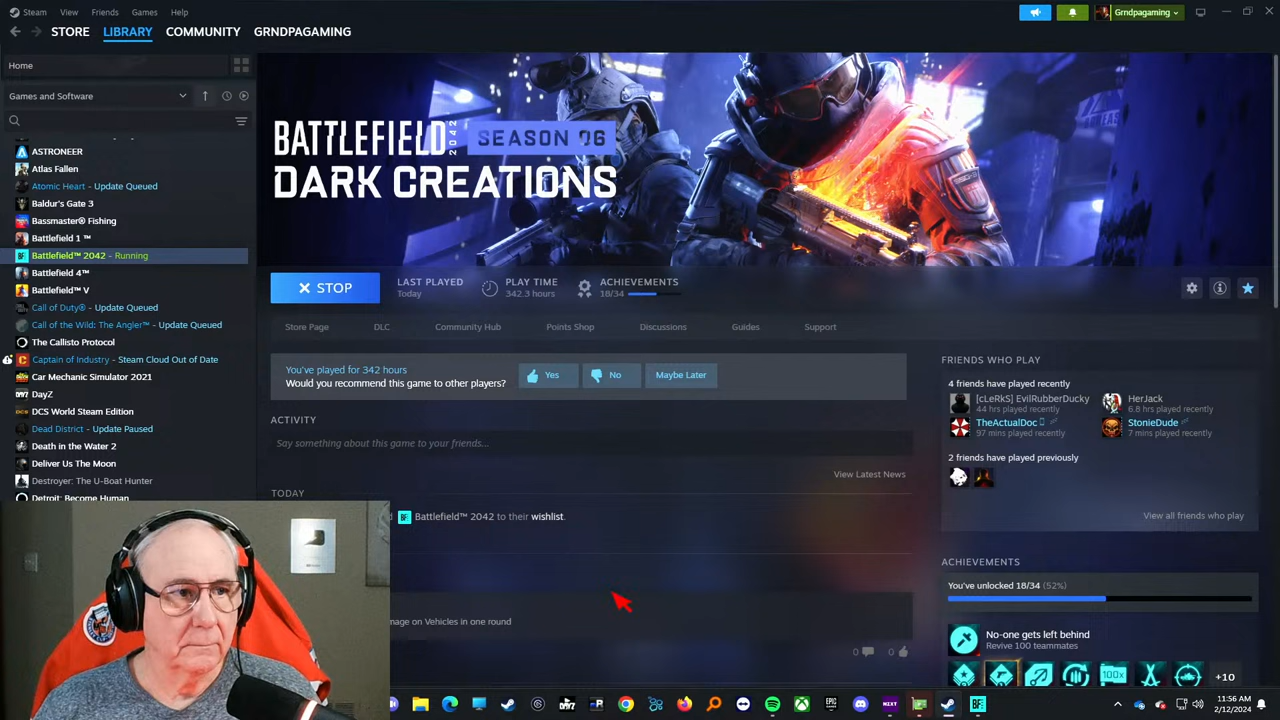 Steam View Friends Games Help
Grndpagaming
STORE LIBRARY COMMUNITY GRNDPAGAMING
Home
Games and Software
ASTRONEER
Atlas Fallen
Atomic Heart - Update Queued
Baldur's Gate 3
Bassmaster® Fishing
Battlefield 1 ™
Battlefield™ 2042 - Running
Battlefield 4™
Battlefield™ V
Call of Duty® - Update Queued
Call of the Wild: The Angler™ - Update Queued
The Callisto Protocol
Captain of Industry - Steam Cloud Out of Date
Car Mechanic Simulator 2021
DayZ
DCS World Steam Edition
Dead District - Update Paused
Death in the Water 2
Deliver Us The Moon
Destroyer: The U-Boat Hunter
Detroit: Become Human
BATTLEFIELD 2042 SEASON 06
DARK CREATIONS
STOP
LAST PLAYED
Today
PLAY TIME
342.3 hours
ACHIEVEMENTS
18/34
Store Page DLC Community Hub Points Shop Discussions Guides Support
You've played for 342 hours
Would you recommend this game to other players?
Yes No Maybe Later
ACTIVITY
Say something about this game to your friends...
View Latest News
TODAY
BF Battlefield™ 2042 to their wishlist.
mage on Vehicles in one round
0 0
FRIENDS WHO PLAY
4 friends have played recently
[cLeRkS] EvilRubberDucky
44 hrs played recently
HerJack
6.8 hrs played recently
TheActualDoc
97 mins played recently
StonieDude
7 mins played recently
2 friends have played previously
View all friends who play
ACHIEVEMENTS
You've unlocked 18/34 (52%)
No-one gets left behind
Revive 100 teammates
100x
+10
11:56 AM
2/12/2024